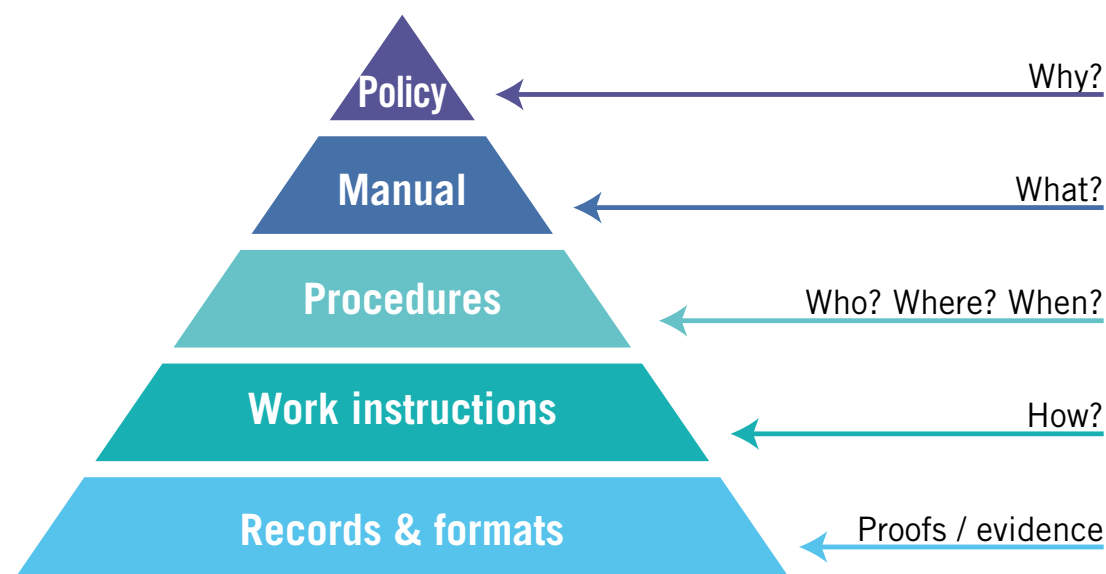 Policy
Why?
Manual
What?
Procedures
Who? Where? When?
Work instructions
How?
Records & formats
Proofs / evidence